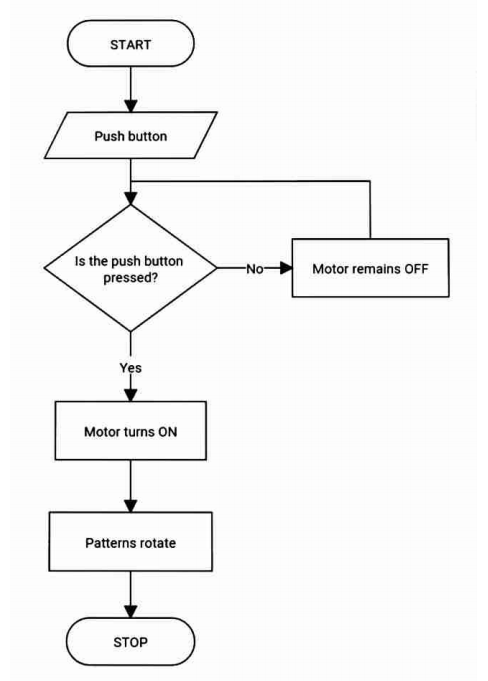 START
Push button
Is the push button
pressed?
No
Motor remains OFF
Yes
Motor turns ON
Patterns rotate
STOP